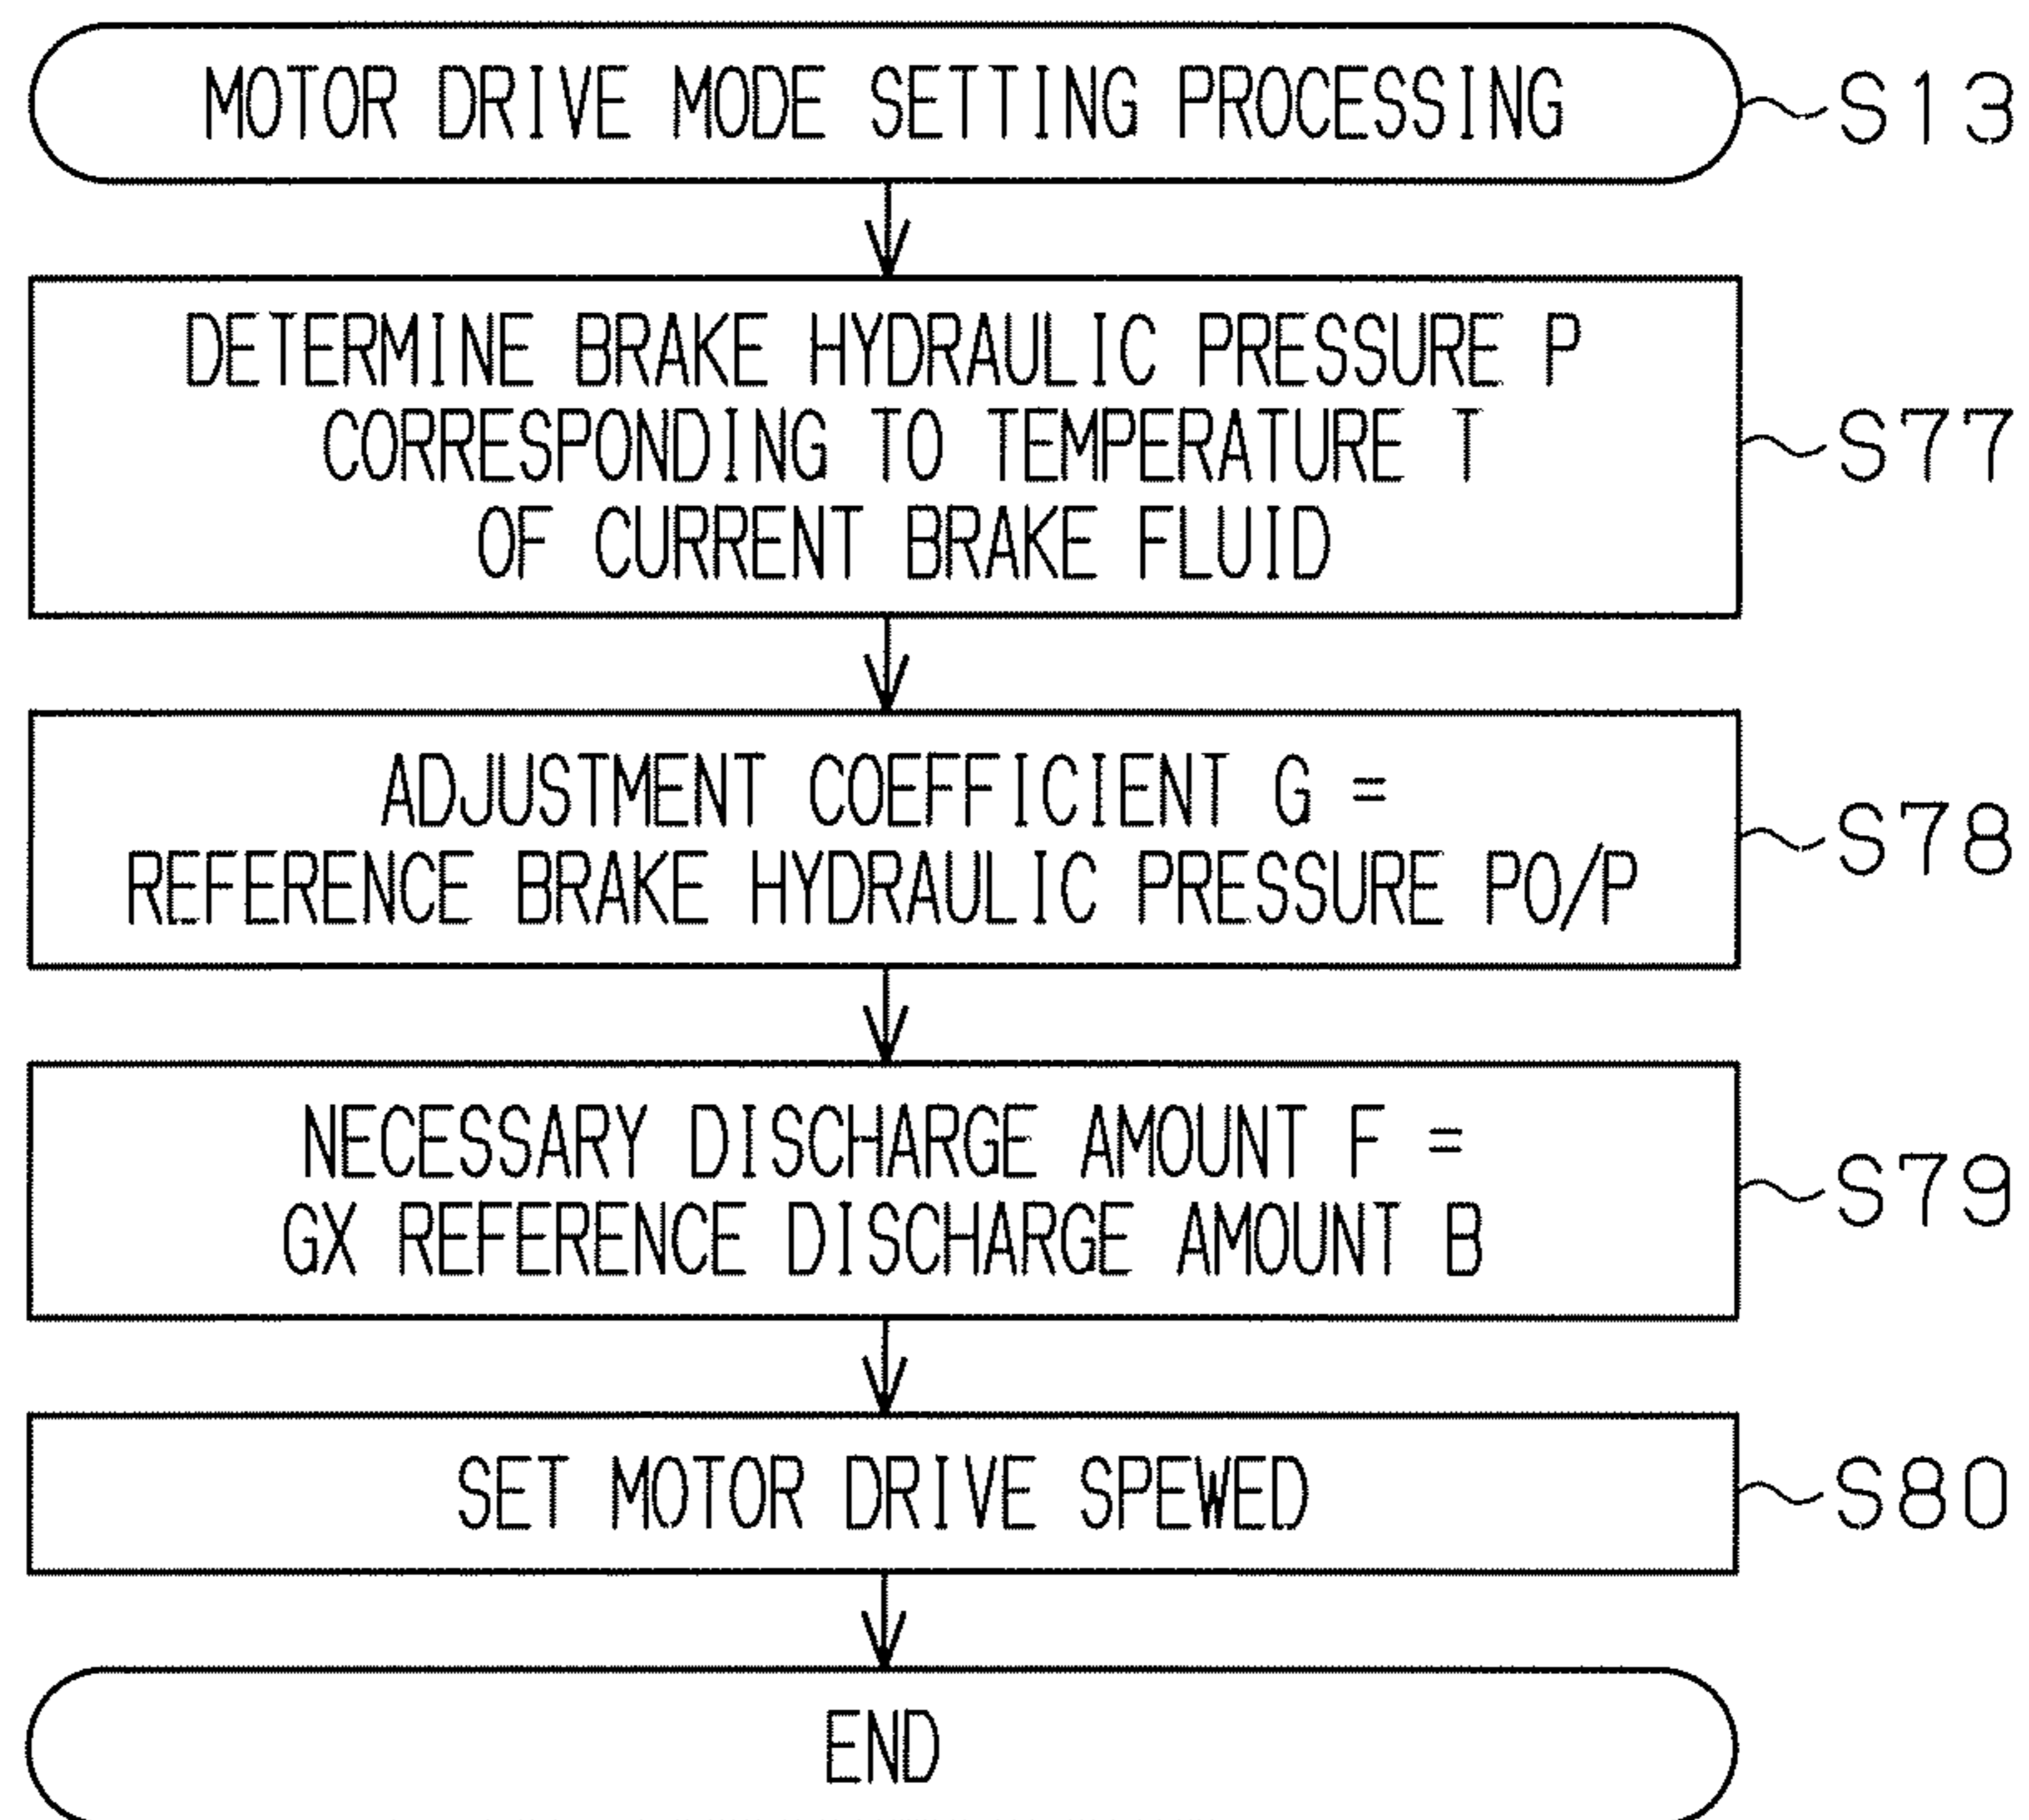 MOTOR DRIVE MODE SETTING PROCESSING
S13
DETERMINE BRAKE HYDRAULIC PRESSURE P
CORRESPONDING TO TEMPERATURE T
OF CURRENT BRAKE FLUID
S77
ADJUSTMENT COEFFICIENT G =
REFERENCE BRAKE HYDRAULIC PRESSURE P0/P
S78
NECESSARY DISCHARGE AMOUNT F =
GX REFERENCE DISCHARGE AMOUNT B
S79
SET MOTOR DRIVE SPEWED
S80
END